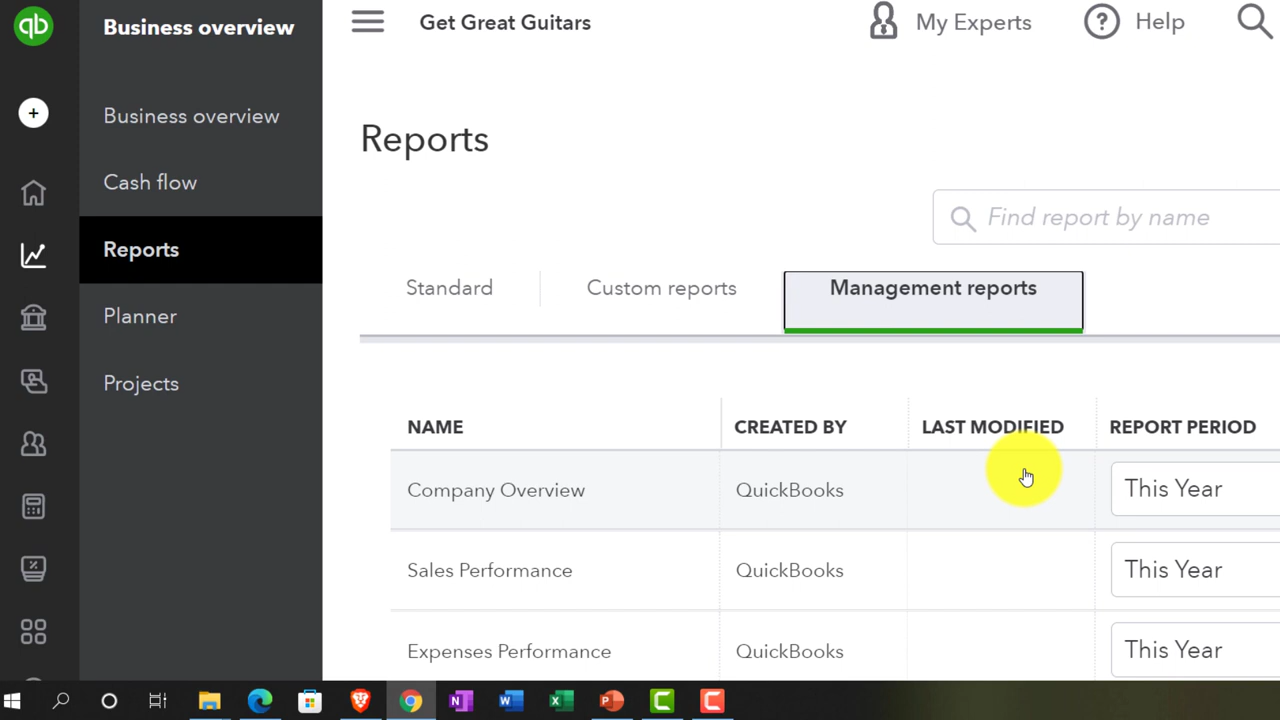 qb
Business overview
Get Great Guitars
My Experts
Help
Business overview
Cash flow
Reports
Planner
Projects
Reports
Find report by name
Standard
Custom reports
Management reports
NAME CREATED BY LAST MODIFIED REPORT PERIOD
Company Overview QuickBooks This Year
Sales Performance QuickBooks This Year
Expenses Performance QuickBooks This Year